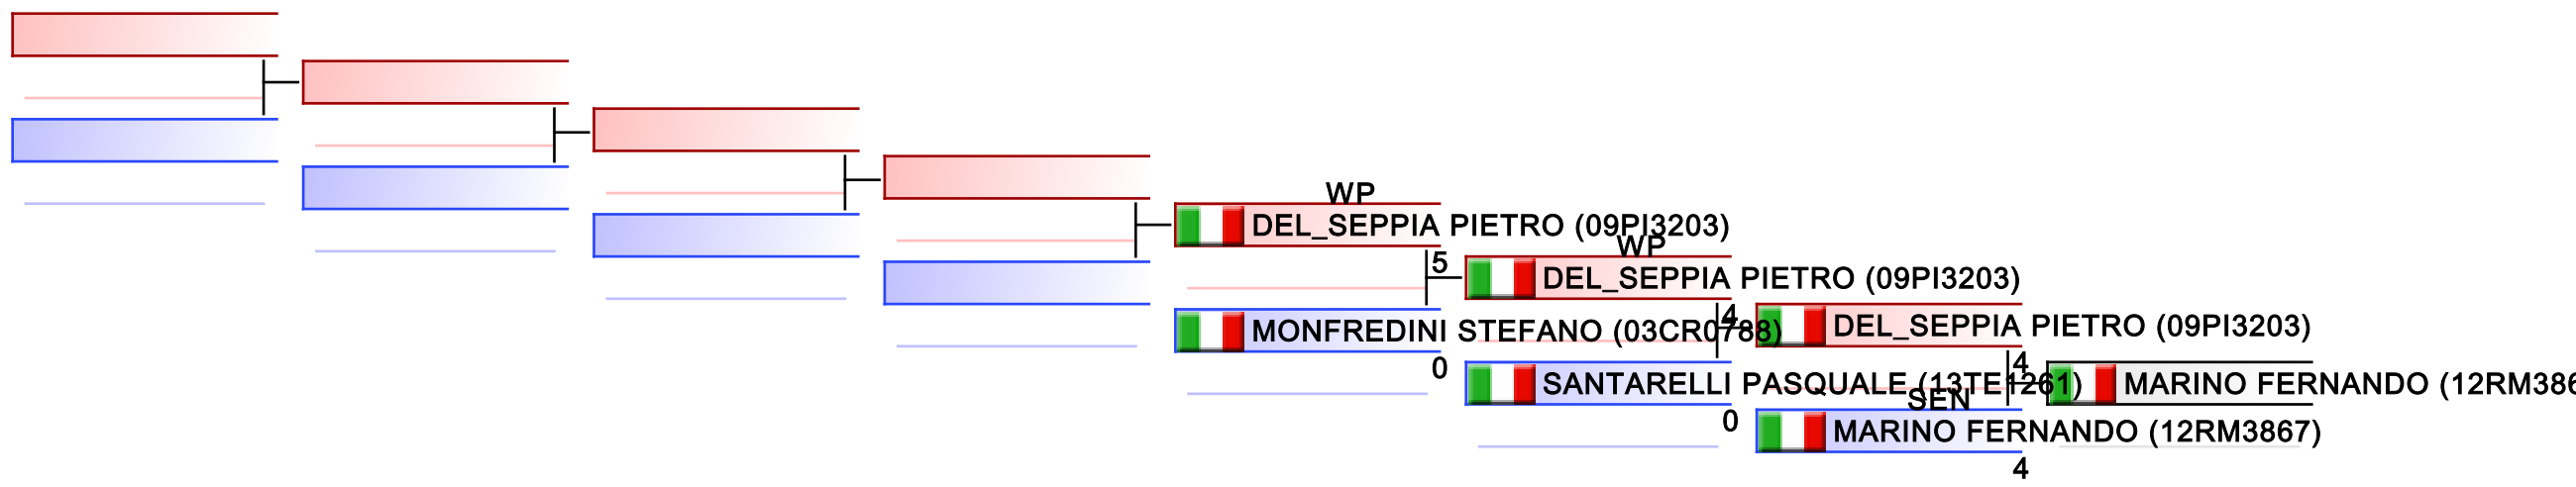 WP
DEL_SEPPIA PIETRO (09PI3203)
WP
5
DEL_SEPPIA PIETRO (09PI3203)
4
MONFREDINI STEFANO (03CR0788)
DEL_SEPPIA PIETRO (09PI3203)
0
4
SANTARELLI PASQUALE (13TE1261)
MARINO FERNANDO (12RM386
SEN
0
MARINO FERNANDO (12RM3867)
4